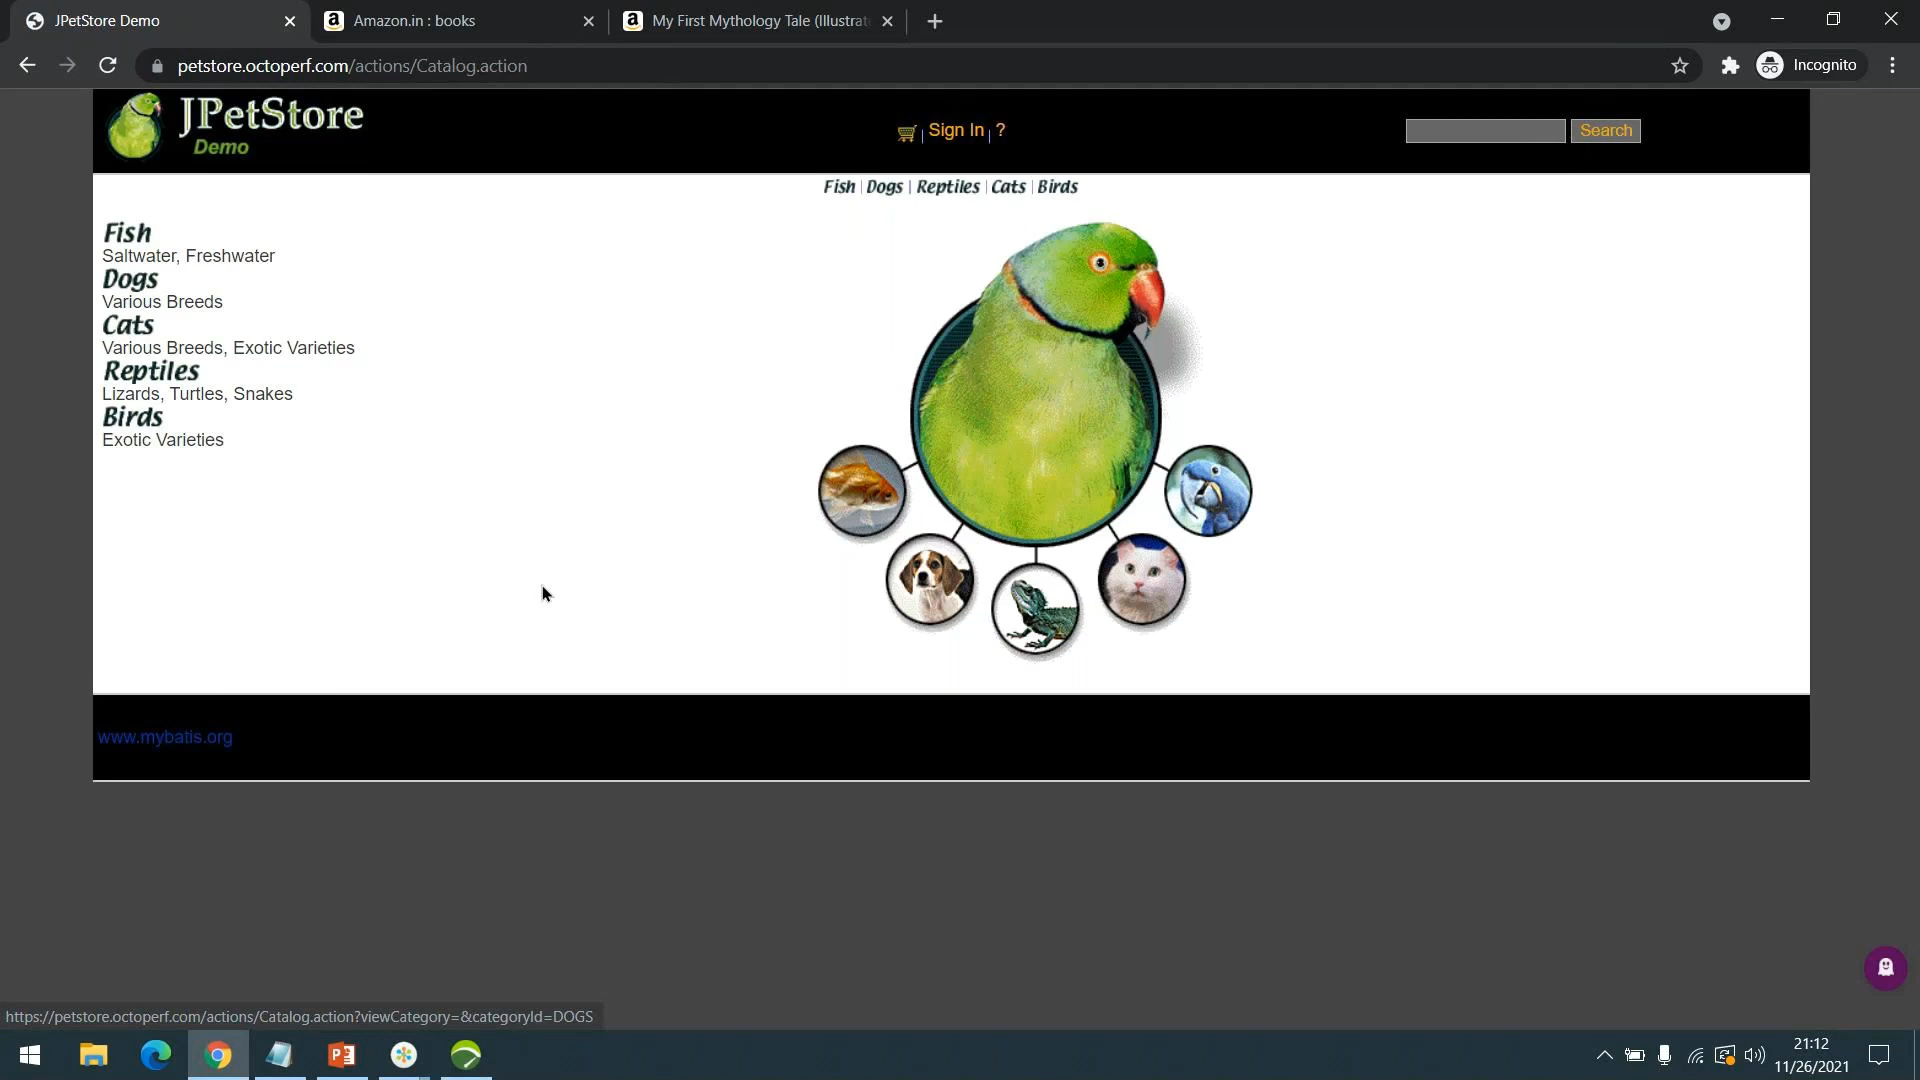 JPetStore Demo
Amazon.in : books
My First Mythology Tale (Illustrate
petstore.octoperf.com/actions/Catalog.action
Incognito
JPetStore
Demo
Sign In | ?
Search
Fish | Dogs | Reptiles | Cats | Birds
Fish
Saltwater, Freshwater
Dogs
Various Breeds
Cats
Various Breeds, Exotic Varieties
Reptiles
Lizards, Turtles, Snakes
Birds
Exotic Varieties
www.mybatis.org
https://petstore.octoperf.com/actions/Catalog.action?viewCategory=&categoryId=DOGS
21:12
11/26/2021